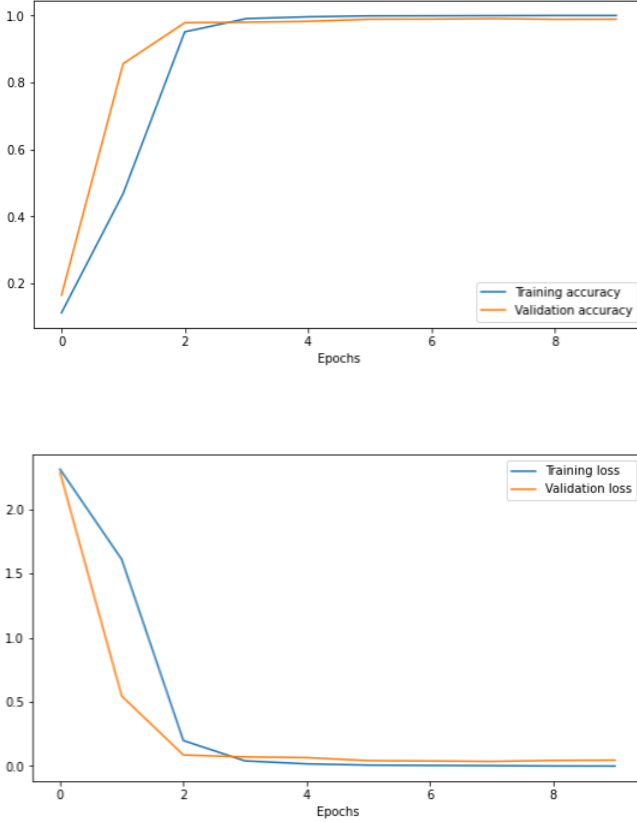 1.0
0.8
0.6
0.4
0.2
Training accuracy
Validation accuracy
0 2 4 6 8
Epochs
Training loss
Validation loss
2.0
1.5
1.0
0.5
0.0
0 2 4 6 8
Epochs